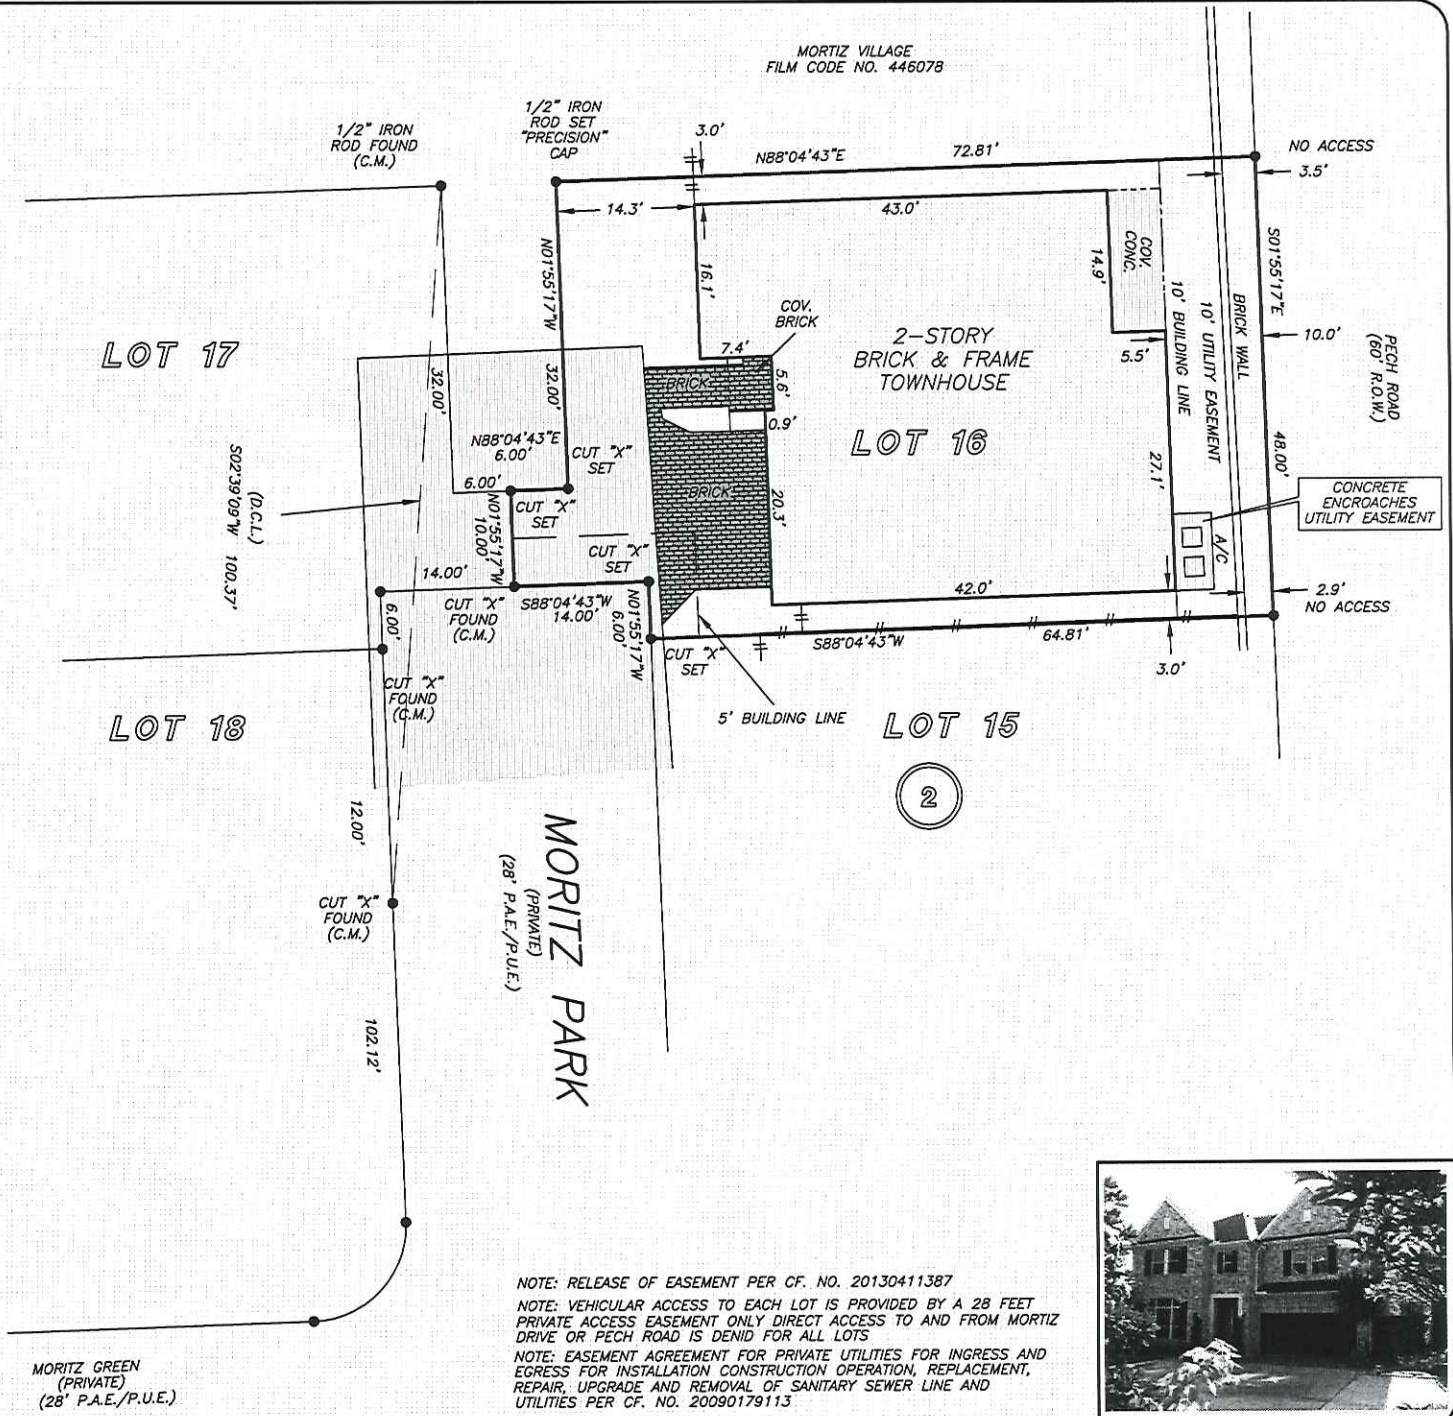 MORTIZ VILLAGE
FILM CODE NO. 446078
1/2" IRON
ROD FOUND
(C.M.)
1/2" IRON
ROD SET
"PRECISION"
CAP
3.0'
N88°04'43"E
72.81'
NO ACCESS
3.5'
14.3'
43.0'
N01°55'17"W
32.00'
16.1'
COV.
CONC.
14.9'
5.5'
S01°55'17"E
48.00'
10.0'
PECH ROAD
(60' R.O.W.)
BRICK WALL
10' UTILITY EASEMENT
10' BUILDING LINE
COV.
BRICK
7.4'
5.6'
BRICK
0.9'
2-STORY
BRICK & FRAME
TOWNHOUSE
LOT 16
LOT 17
32.00'
N88°04'43"E
6.00'
CUT "X"
SET
6.00'
CUT "X"
SET
N01°55'17"W
10.00'
BRICK
20.3'
27.1'
CONCRETE
ENCROACHES
UTILITY EASEMENT
A/C
(D.C.L.)
S02°39'09"W 100.37'
CUT "X"
SET
14.00'
CUT "X"
FOUND
(C.M.)
S88°04'43"W
14.00'
N01°55'17"W
6.00'
6.00'
42.0'
2.9'
NO ACCESS
CUT "X"
SET
S88°04'43"W
64.81'
3.0'
CUT "X"
FOUND
(C.M.)
LOT 18
5' BUILDING LINE
LOT 15
2
12.00'
CUT "X"
FOUND
(C.M.)
MORITZ PARK
(PRIVATE)
(28' P.A.E./P.U.E.)
102.12'
NOTE: RELEASE OF EASEMENT PER CF. NO. 20130411387
NOTE: VEHICULAR ACCESS TO EACH LOT IS PROVIDED BY A 28 FEET
PRIVATE ACCESS EASEMENT ONLY DIRECT ACCESS TO AND FROM MORTIZ
DRIVE OR PECH ROAD IS DENID FOR ALL LOTS
NOTE: EASEMENT AGREEMENT FOR PRIVATE UTILITIES FOR INGRESS AND
EGRESS FOR INSTALLATION CONSTRUCTION OPERATION, REPLACEMENT,
REPAIR, UPGRADE AND REMOVAL OF SANITARY SEWER LINE AND
UTILITIES PER CF. NO. 20090179113
MORITZ GREEN
(PRIVATE)
(28' P.A.E./P.U.E.)